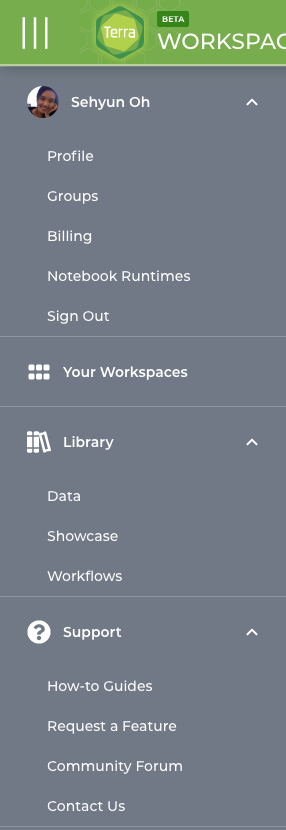 Terra
BETA
WORKSPAC
Sehyun Oh
Profile
Groups
Billing
Notebook Runtimes
Sign Out
Your Workspaces
Library
Data
Showcase
Workflows
Support
How-to Guides
Request a Feature
Community Forum
Contact Us